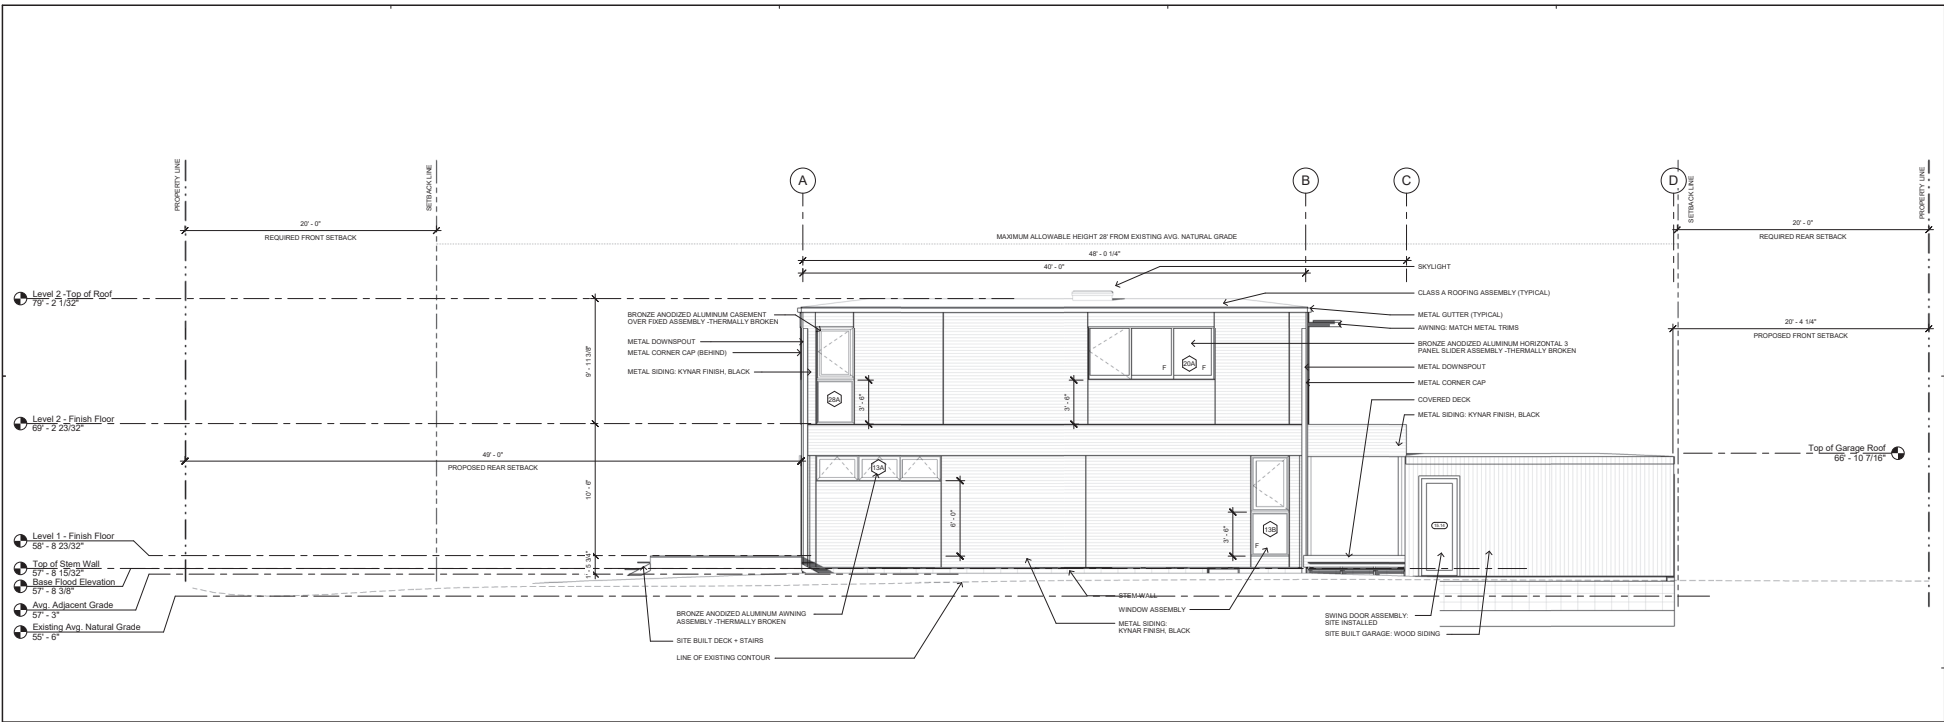 PROPERTY LINE
SETBACK LINE
A
B
C
D
SETBACK LINE
PROPERTY LINE
20' - 0"
REQUIRED FRONT SETBACK
MAXIMUM ALLOWABLE HEIGHT 28' FROM EXISTING AVG. NATURAL GRADE
20' - 0"
REQUIRED REAR SETBACK
48' - 0 1/4"
40' - 0"
SKYLIGHT
Level 2 -Top of Roof
79' - 2 1/32"
CLASS A ROOFING ASSEMBLY (TYPICAL)
BRONZE ANODIZED ALUMINUM CASEMENT
OVER FIXED ASSEMBLY -THERMALLY BROKEN
METAL DOWNSPOUT
METAL CORNER CAP (BEHIND)
METAL SIDING: KYNAR FINISH, BLACK
METAL GUTTER (TYPICAL)
AWNING: MATCH METAL TRIMS
BRONZE ANODIZED ALUMINUM HORIZONTAL 3
PANEL SLIDER ASSEMBLY -THERMALLY BROKEN
METAL DOWNSPOUT
METAL CORNER CAP
COVERED DECK
METAL SIDING: KYNAR FINISH, BLACK
20' - 4 1/4"
PROPOSED FRONT SETBACK
9' - 11 3/8"
F
20A
F
28A
3' - 6"
3' - 6"
Level 2 - Finish Floor
69' - 2 23/32"
49' - 0"
PROPOSED REAR SETBACK
Top of Garage Roof
66' - 10 7/16"
13A
10' - 6"
6' - 0"
3' - 6"
13B
F
Level 1 - Finish Floor
58' - 8 23/32"
Top of Stem Wall
57' - 8 15/32"
Base Flood Elevation
57' - 8 3/8"
Avg. Adjacent Grade
57' - 3"
Existing Avg. Natural Grade
55' - 6"
1' - 5 3/4"
BRONZE ANODIZED ALUMINUM AWNING
ASSEMBLY -THERMALLY BROKEN
SITE BUILT DECK + STAIRS
LINE OF EXISTING CONTOUR
STEM WALL
WINDOW ASSEMBLY
METAL SIDING:
KYNAR FINISH, BLACK
SWING DOOR ASSEMBLY:
SITE INSTALLED
SITE BUILT GARAGE: WOOD SIDING